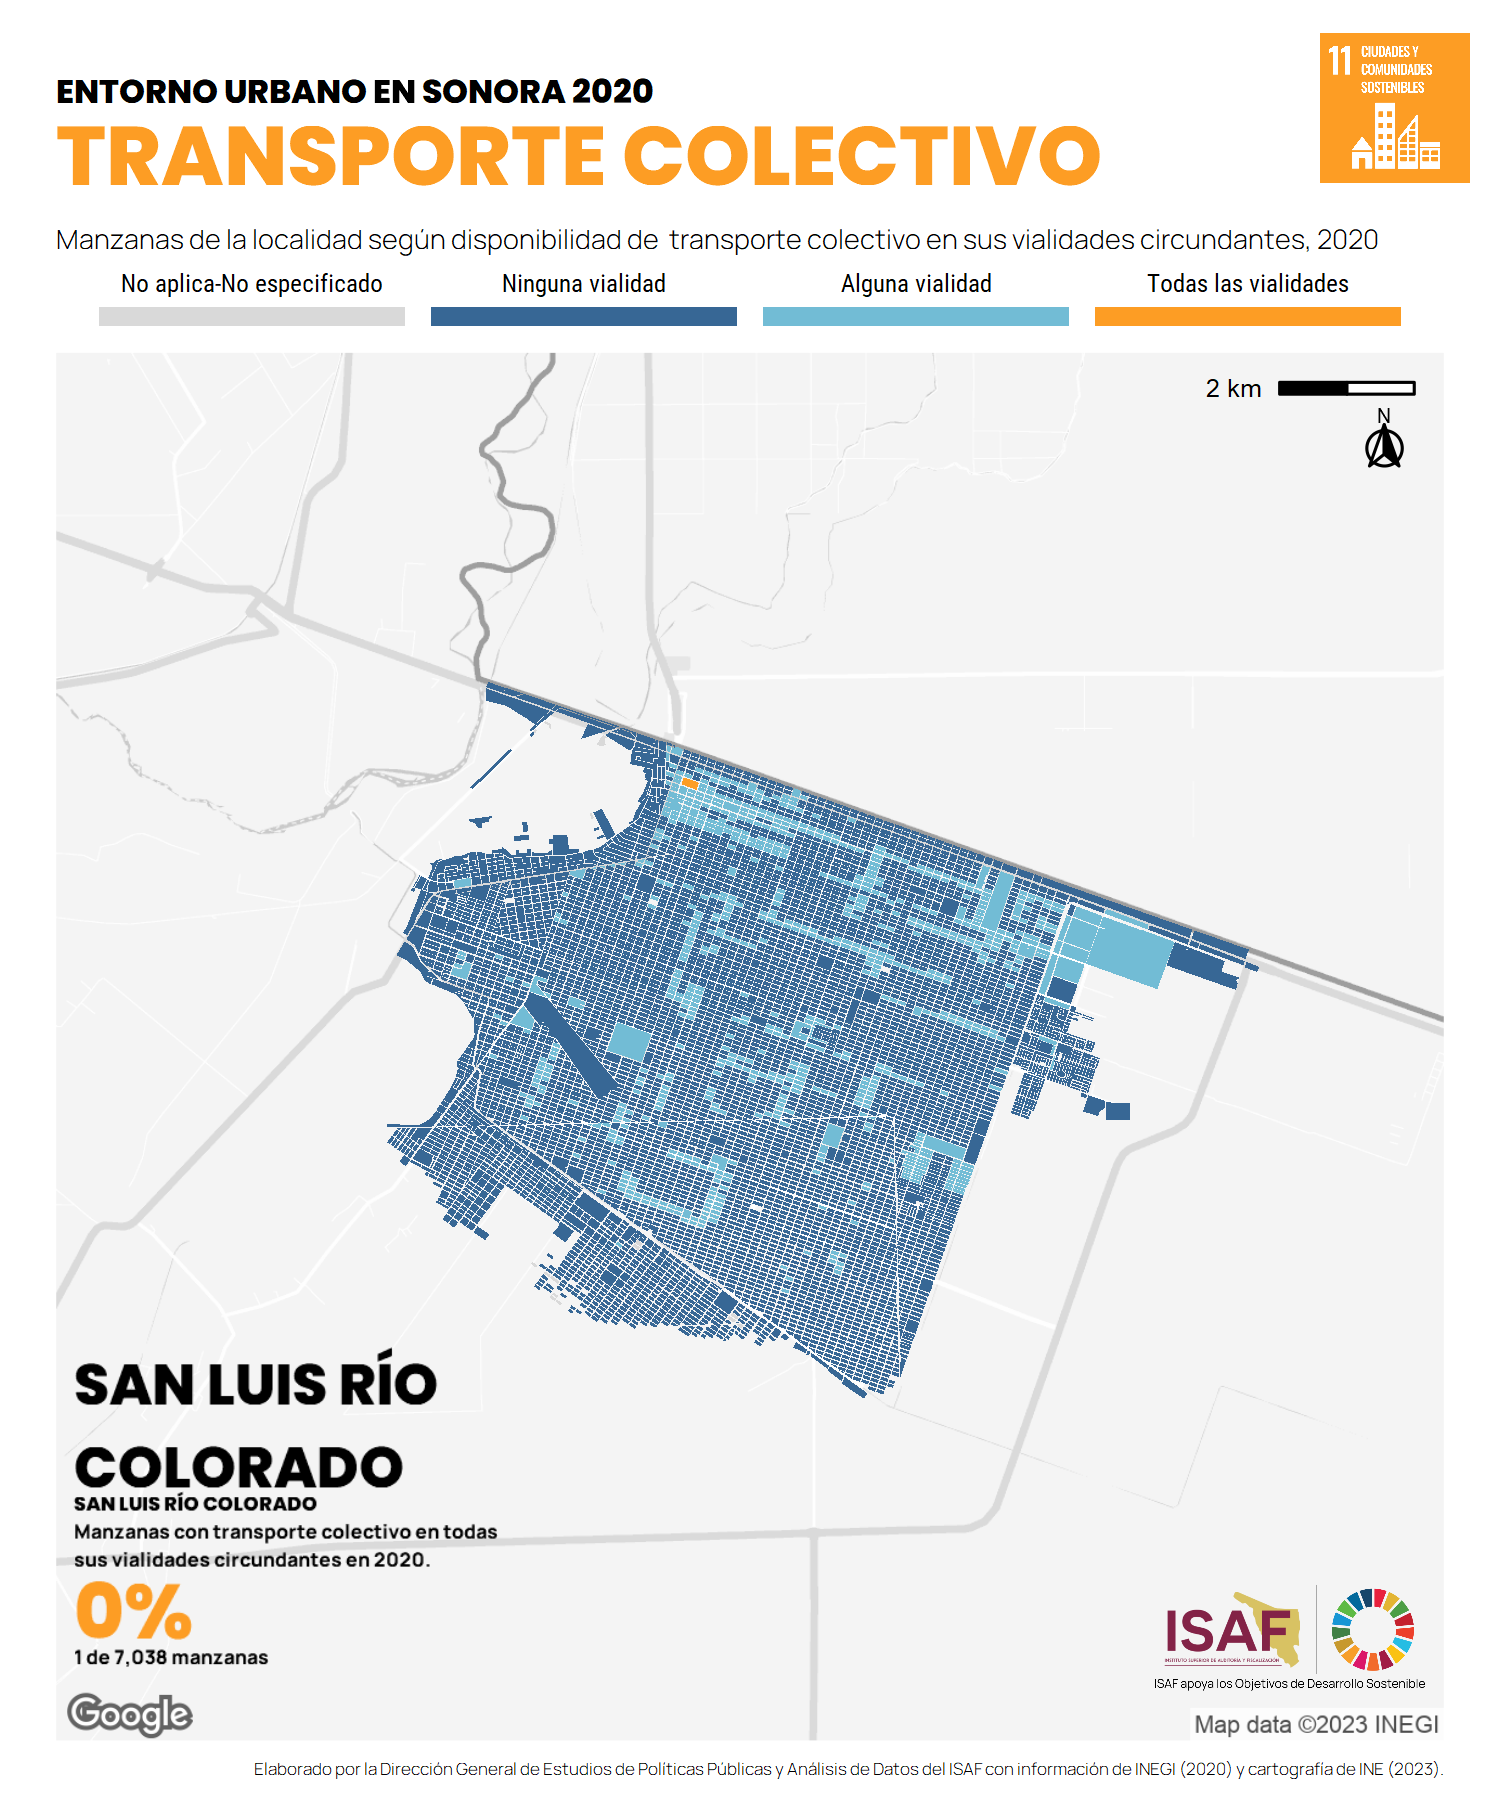 11 CIUDADES Y
COMUNIDADES
SOSTENIBLES
ENTORNO URBANO EN SONORA 2020
TRANSPORTE COLECTIVO
Manzanas de la localidad según disponibilidad de transporte colectivo en sus vialidades circundantes, 2020
No aplica-No especificado
Ninguna vialidad
Alguna vialidad
Todas las vialidades
2 km
N
SAN LUIS RÍO
COLORADO
SAN LUIS RÍO COLORADO
Manzanas con transporte colectivo en todas
sus vialidades circundantes en 2020.
0%
1 de 7,038 manzanas
Google
ISAF
INSTITUTO SUPERIOR DE AUDITORÍA Y FISCALIZACIÓN
ISAF apoya los Objetivos de Desarrollo Sostenible
Map data ©2023 INEGI
Elaborado por la Dirección General de Estudios de Políticas Públicas y Análisis de Datos del ISAF con información de INEGI (2020) y cartografía de INE (2023).